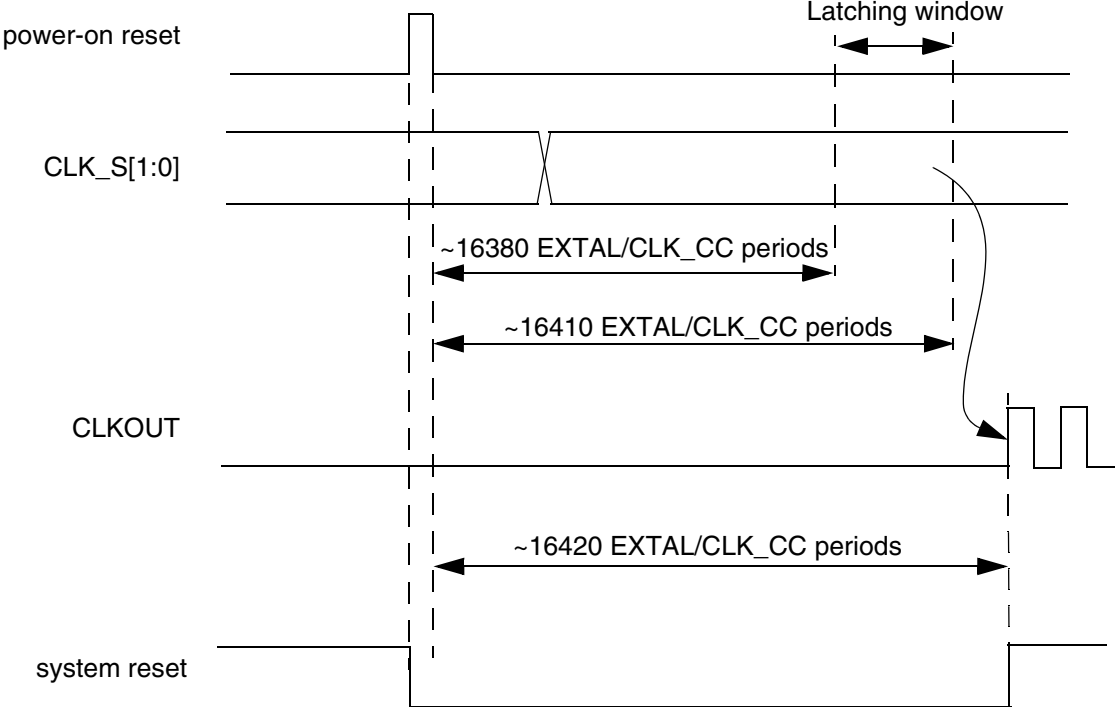 Latching window
power-on reset
CLK_S[1:0]
~16380 EXTAL/CLK_CC periods
~16410 EXTAL/CLK_CC periods
CLKOUT
~16420 EXTAL/CLK_CC periods
system reset